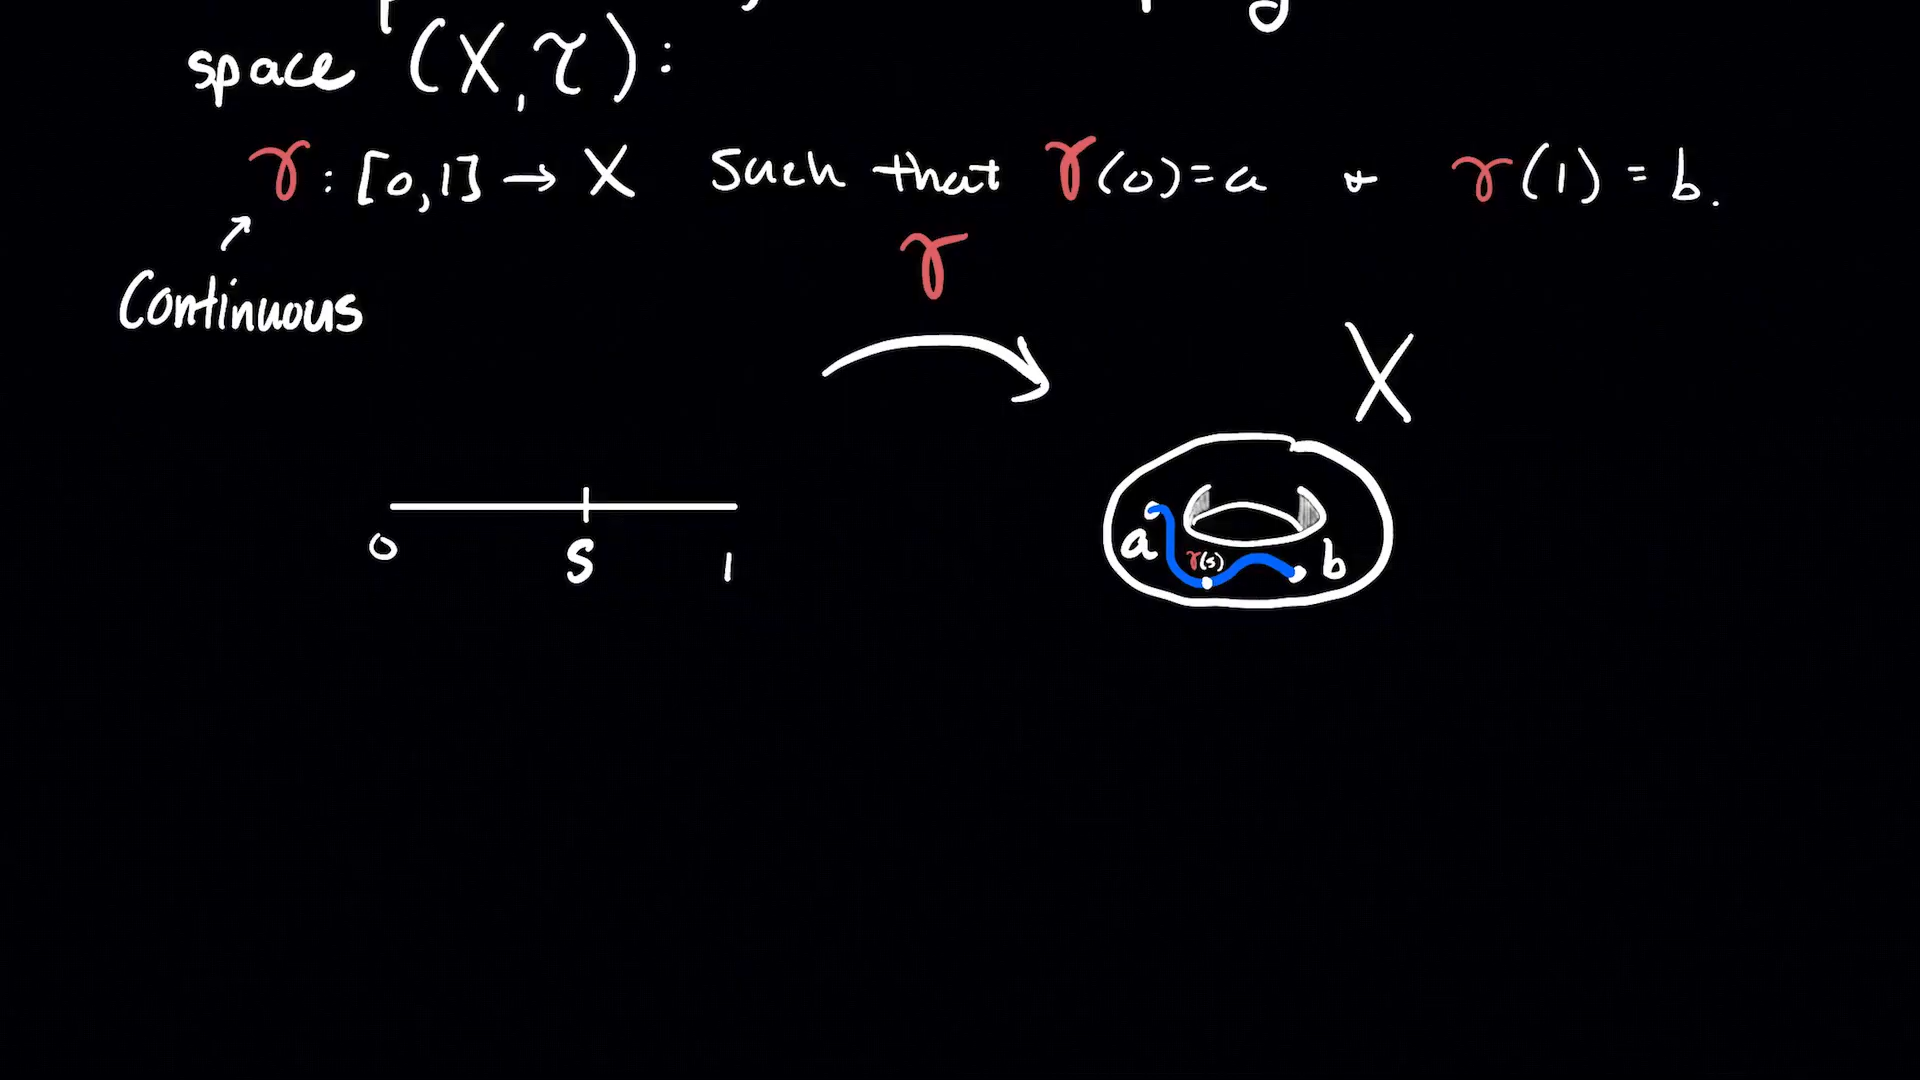 space (X, τ):
γ : [0,1] → X such that γ(0)=a & γ(1) = b.
γ
Continuous
X
a γ(s) b
0 S 1